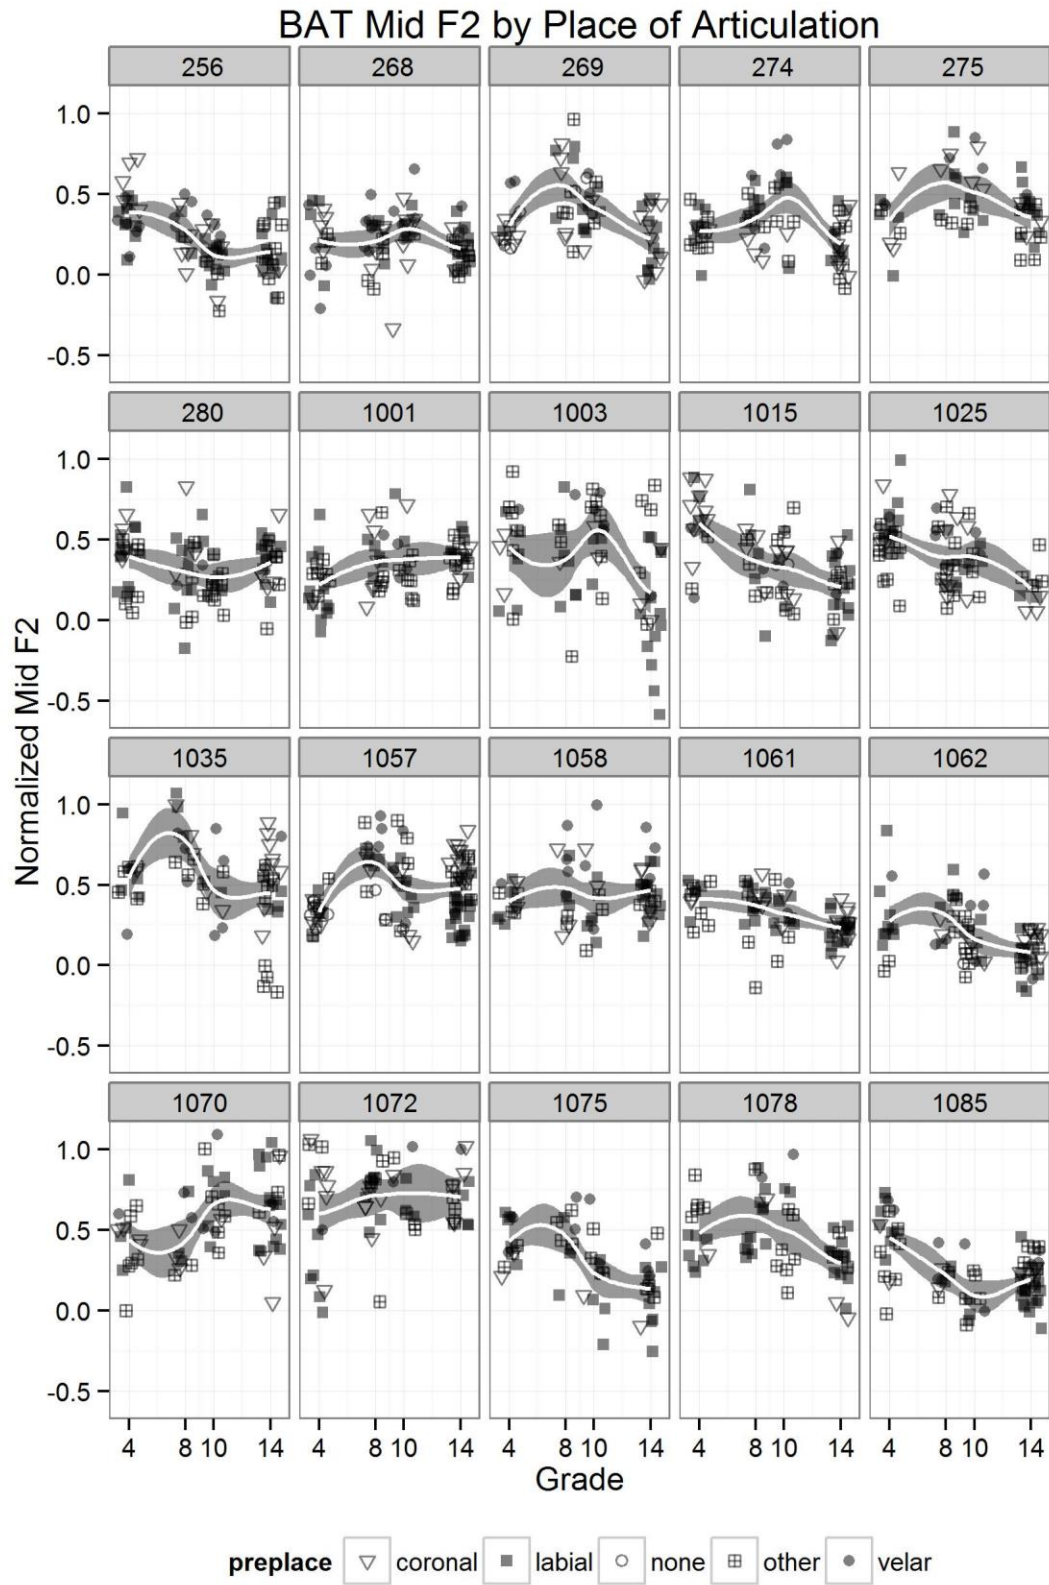 BAT Mid F2 by Place of Articulation
256 268 269 274 275
1.0
0.5
0.0
-0.5
280 1001 1003 1015 1025
1.0
0.5
0.0
-0.5
Normalized Mid F2
1035 1057 1058 1061 1062
1.0
0.5
0.0
-0.5
1070 1072 1075 1078 1085
1.0
0.5
0.0
-0.5
4 8 10 14 4 8 10 14 4 8 10 14 4 8 10 14 4 8 10 14
Grade
preplace coronal labial none other velar